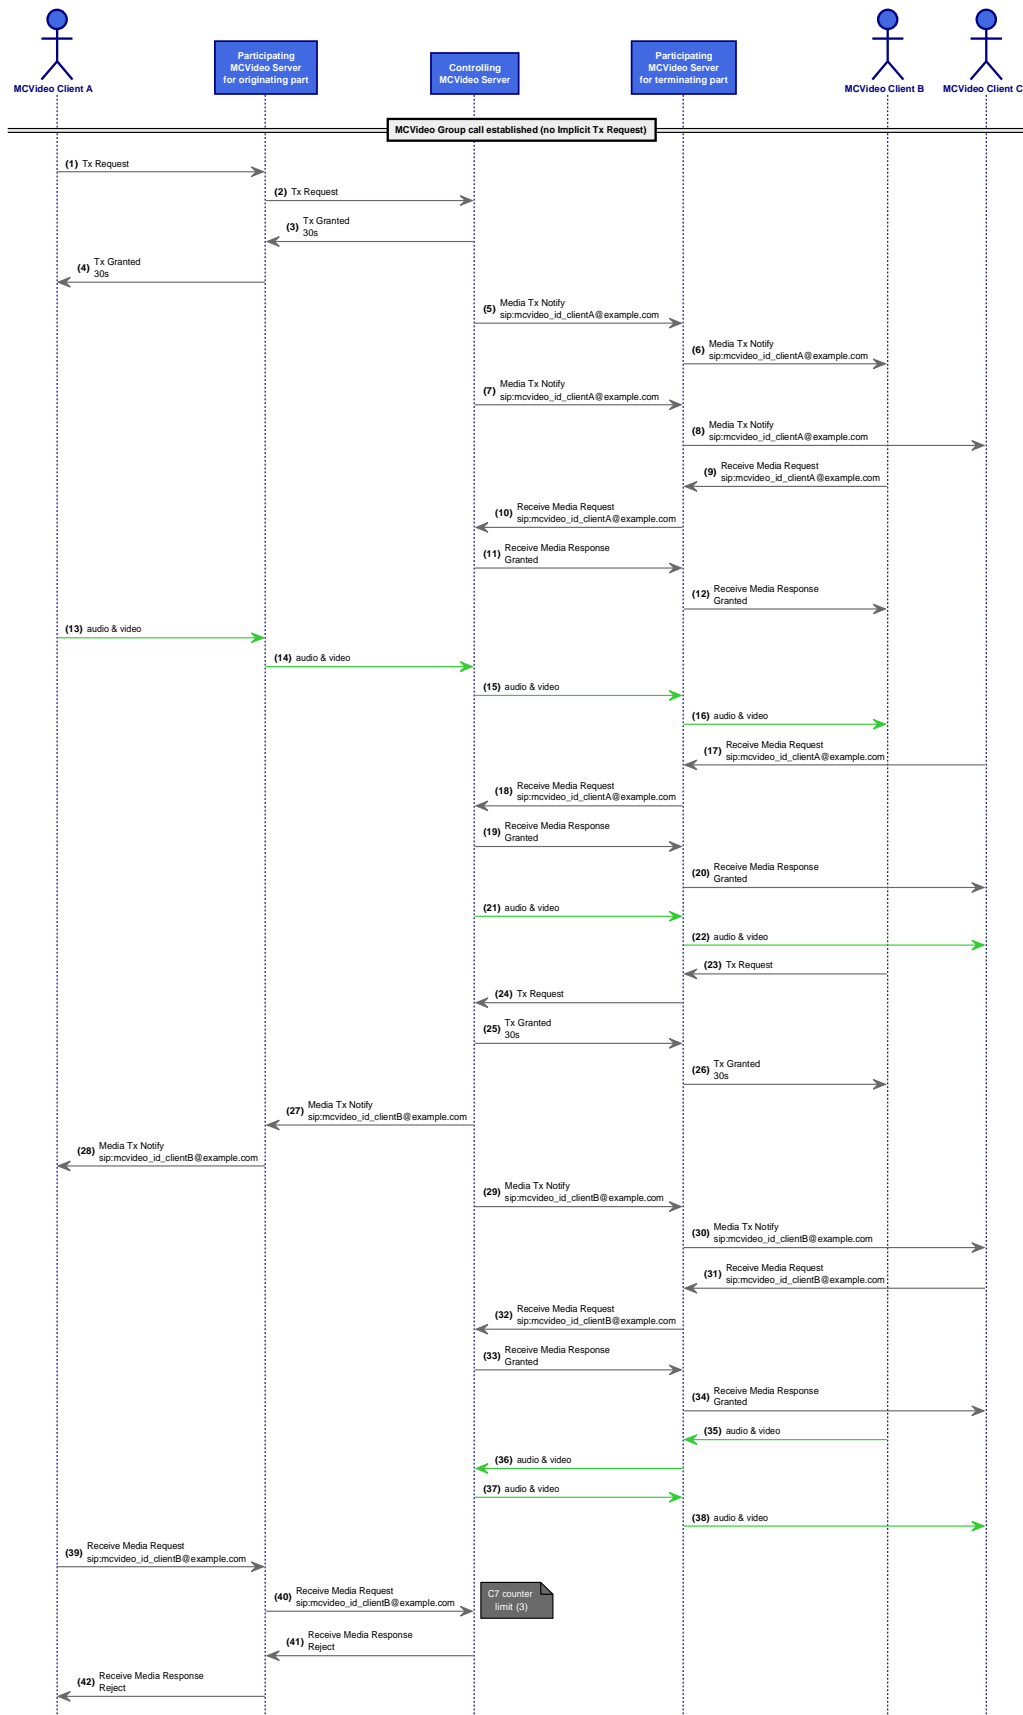 MCVideo Client A
Participating
MCVideo Server
for originating part
Controlling
MCVideo Server
Participating
MCVideo Server
for terminating part
MCVideo Client B
MCVideo Client C
MCVideo Group call established (no Implicit Tx Request)
(1) Tx Request
(2) Tx Request
(3) Tx Granted
30s
(4) Tx Granted
30s
(5) Media Tx Notify
sip:mcvideo_id_clientA@example.com
(6) Media Tx Notify
sip:mcvideo_id_clientA@example.com
(7) Media Tx Notify
sip:mcvideo_id_clientA@example.com
(8) Media Tx Notify
sip:mcvideo_id_clientA@example.com
(9) Receive Media Request
sip:mcvideo_id_clientA@example.com
(10) Receive Media Request
sip:mcvideo_id_clientA@example.com
(11) Receive Media Response
Granted
(12) Receive Media Response
Granted
(13) audio & video
(14) audio & video
(15) audio & video
(16) audio & video
(17) Receive Media Request
sip:mcvideo_id_clientA@example.com
(18) Receive Media Request
sip:mcvideo_id_clientA@example.com
(19) Receive Media Response
Granted
(20) Receive Media Response
Granted
(21) audio & video
(22) audio & video
(23) Tx Request
(24) Tx Request
(25) Tx Granted
30s
(26) Tx Granted
30s
(27) Media Tx Notify
sip:mcvideo_id_clientB@example.com
(28) Media Tx Notify
sip:mcvideo_id_clientB@example.com
(29) Media Tx Notify
sip:mcvideo_id_clientB@example.com
(30) Media Tx Notify
sip:mcvideo_id_clientB@example.com
(31) Receive Media Request
sip:mcvideo_id_clientB@example.com
(32) Receive Media Request
sip:mcvideo_id_clientB@example.com
(33) Receive Media Response
Granted
(34) Receive Media Response
Granted
(35) audio & video
(36) audio & video
(37) audio & video
(38) audio & video
(39) Receive Media Request
sip:mcvideo_id_clientB@example.com
(40) Receive Media Request
sip:mcvideo_id_clientB@example.com
C7 counter
limit (3)
(41) Receive Media Response
Reject
(42) Receive Media Response
Reject